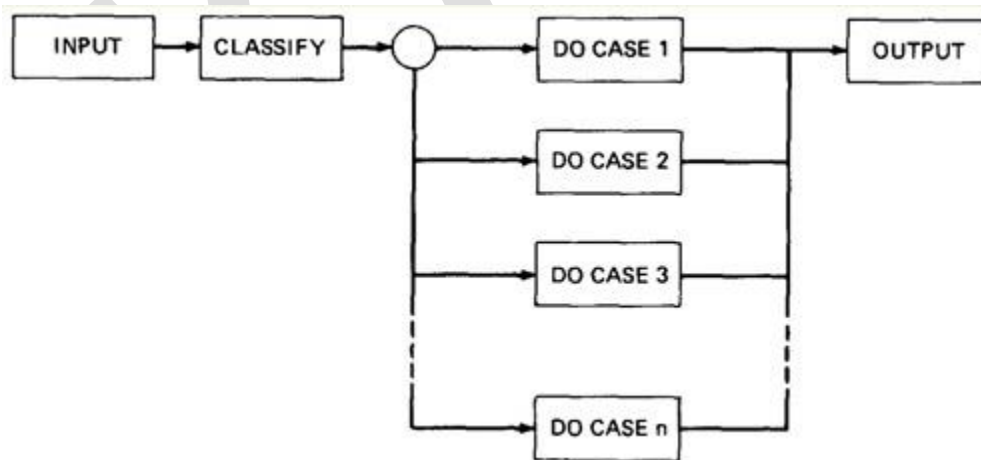 INPUT
CLASSIFY
DO CASE 1
OUTPUT
DO CASE 2
DO CASE 3
DO CASE n